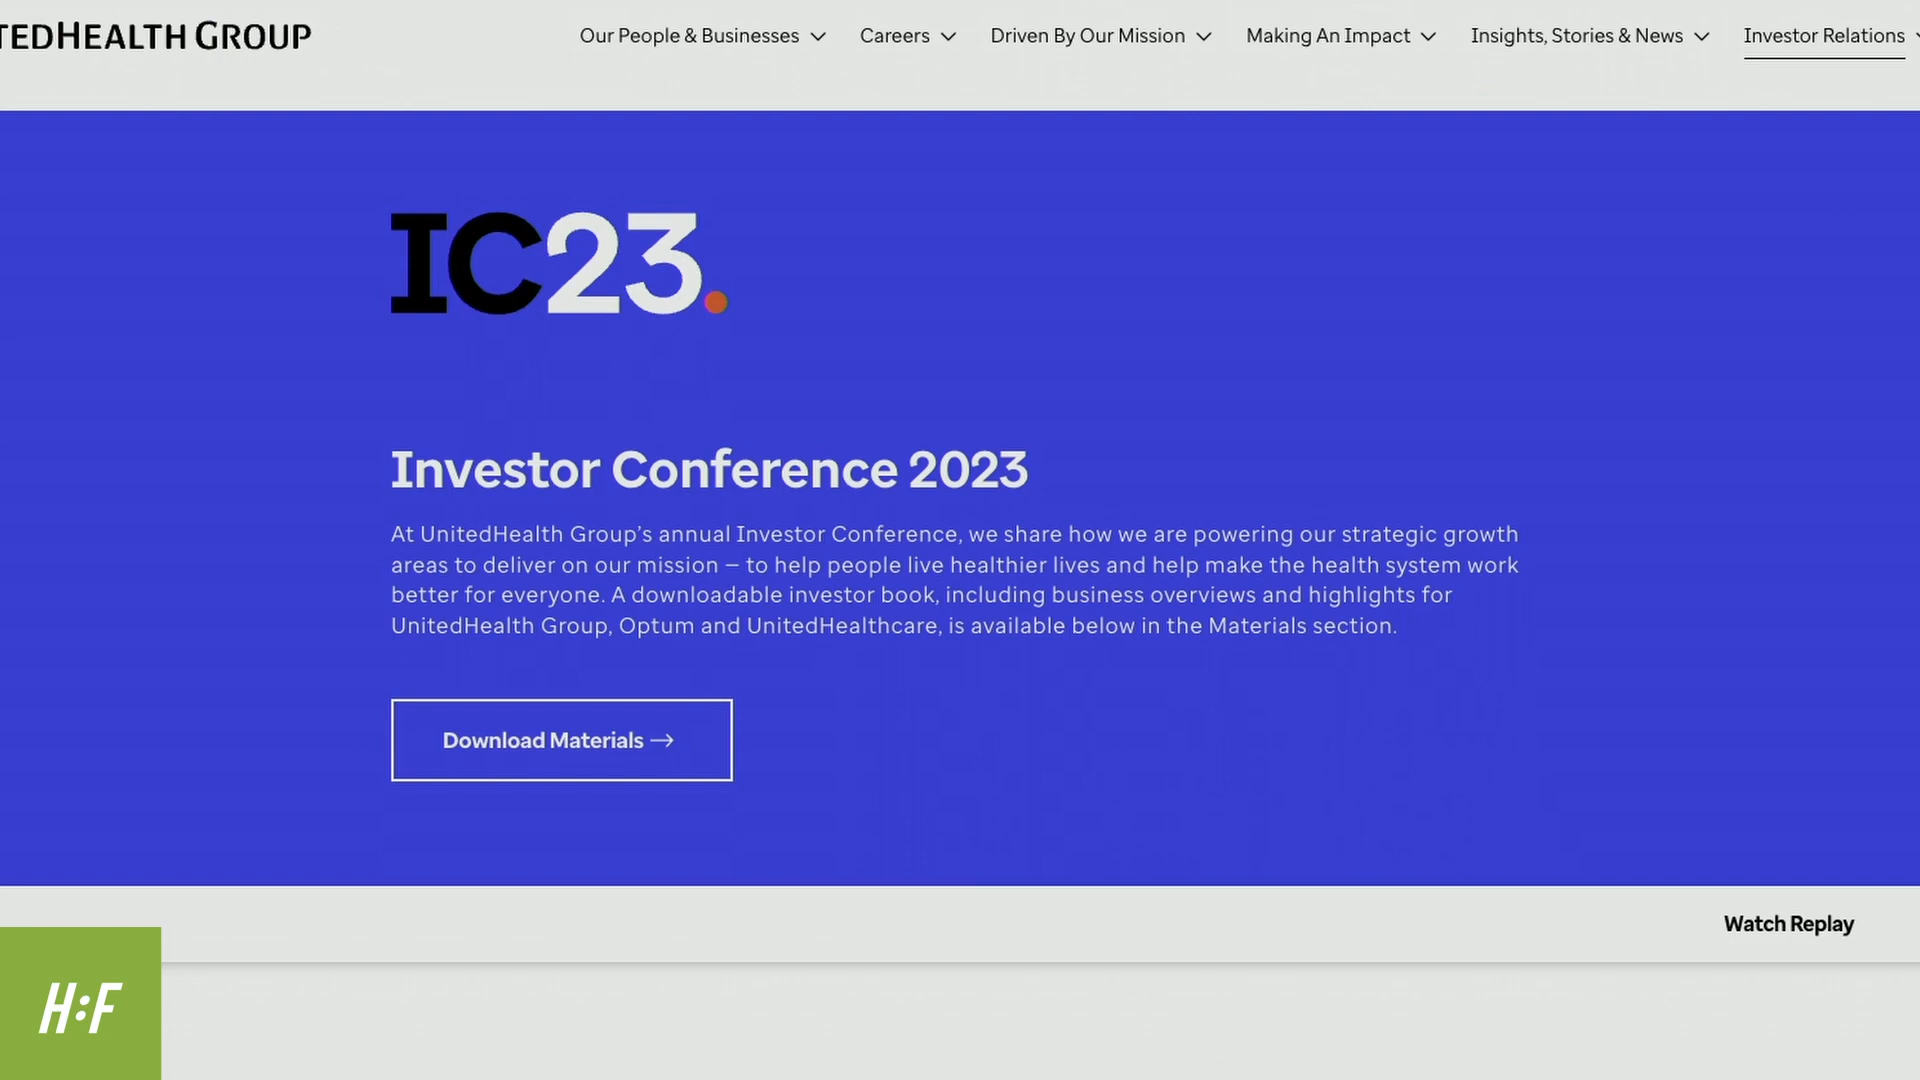 TEDHEALTH GROUP
Our People & Businesses
Careers
Driven By Our Mission
Making An Impact
Insights, Stories & News
Investor Relations
IC23.
Investor Conference 2023
At UnitedHealth Group’s annual Investor Conference, we share how we are powering our strategic growth
areas to deliver on our mission – to help people live healthier lives and help make the health system work
better for everyone. A downloadable investor book, including business overviews and highlights for
UnitedHealth Group, Optum and UnitedHealthcare, is available below in the Materials section.
Download Materials →
Watch Replay
H:F